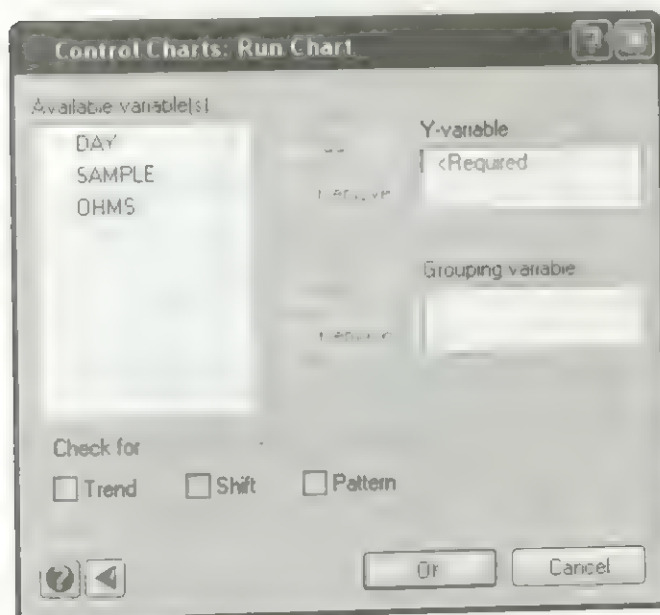 Control Charts: Run Chart
Available variable(s)
DAY
SAMPLE
OHMS
Y-variable
<Required
Grouping variable
Check for
Trend
Shift
Pattern
Cancel